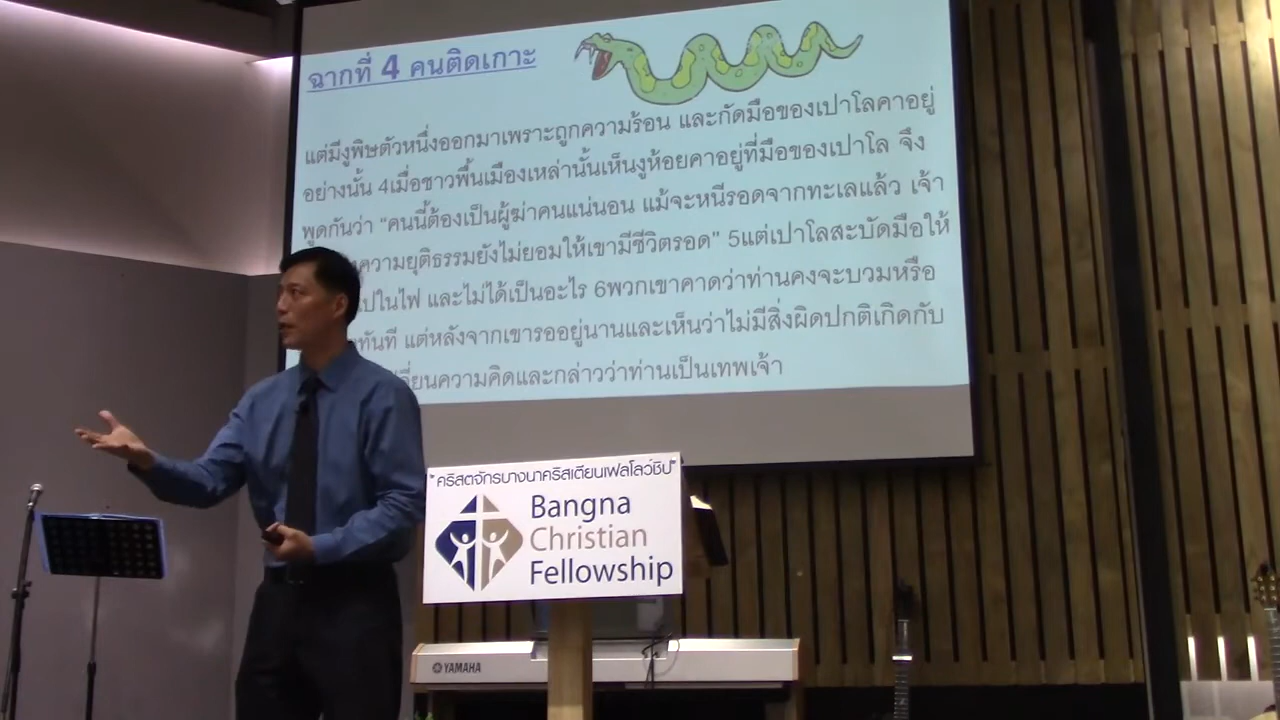 ฉากที่ 4 คนติดเกาะ
แต่มีงูพิษตัวหนึ่งออกมาเพราะถูกความร้อน และกัดมือของเปาโลคาอยู่
อย่างนั้น 4เมื่อชาวพื้นเมืองเหล่านั้นเห็นงูห้อยคาอยู่ที่มือของเปาโล จึง
พูดกันว่า “คนนี้ต้องเป็นผู้ฆ่าคนแน่นอน แม้จะหนีรอดจากทะเลแล้ว เจ้า
ความยุติธรรมยังไม่ยอมให้เขามีชีวิตรอด” 5แต่เปาโลสะบัดมือให้
ไปในไฟ และไม่ได้เป็นอะไร 6พวกเขาคาดว่าท่านคงจะบวมหรือ
ทันที แต่หลังจากเขารออยู่นานและเห็นว่าไม่มีสิ่งผิดปกติเกิดกับ
ความคิดและกล่าวว่าท่านเป็นเทพเจ้า
"คริสตจักรบางนาคริสเตียนเฟลโลว์ชิป"
Bangna
Christian
Fellowship
YAMAHA